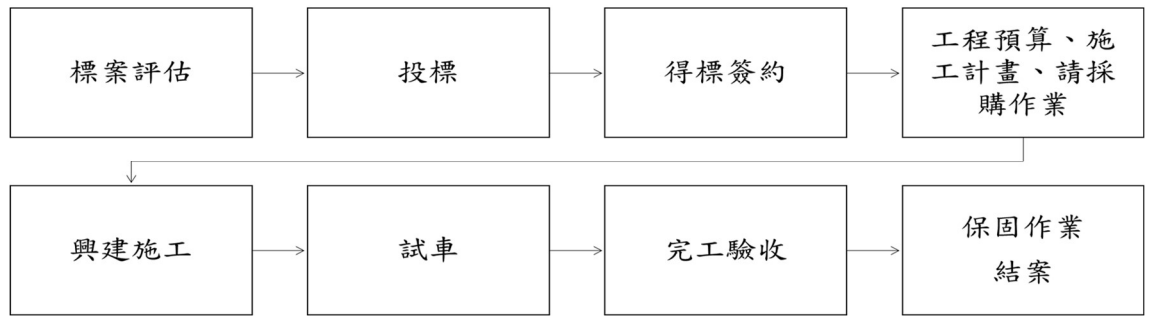 標案評估
投標
得標簽約
工程預算、施
工計畫、請採
購作業
興建施工
試車
完工驗收
保固作業
結案